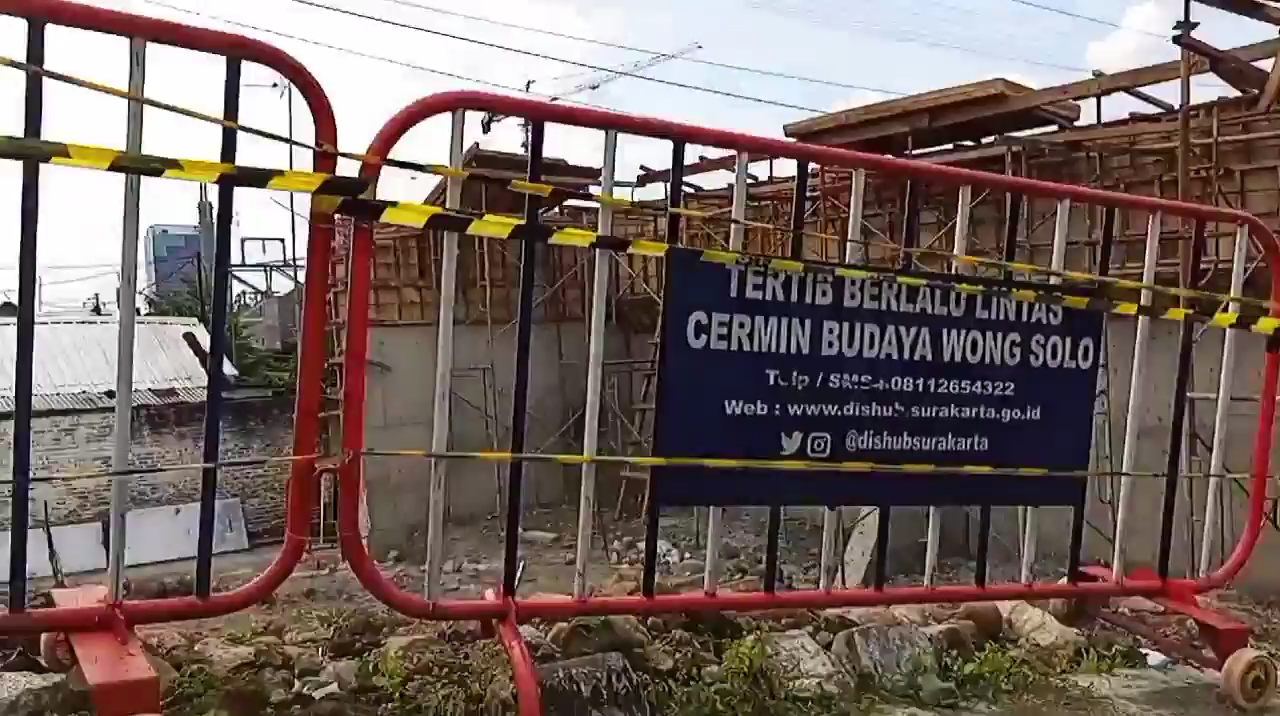 TERTIB BERLALU LINTAS
CERMIN BUDAYA WONG SOLO
Telp / SMS : 08112654322
Web : www.dishub.surakarta.go.id
@dishubsurakarta